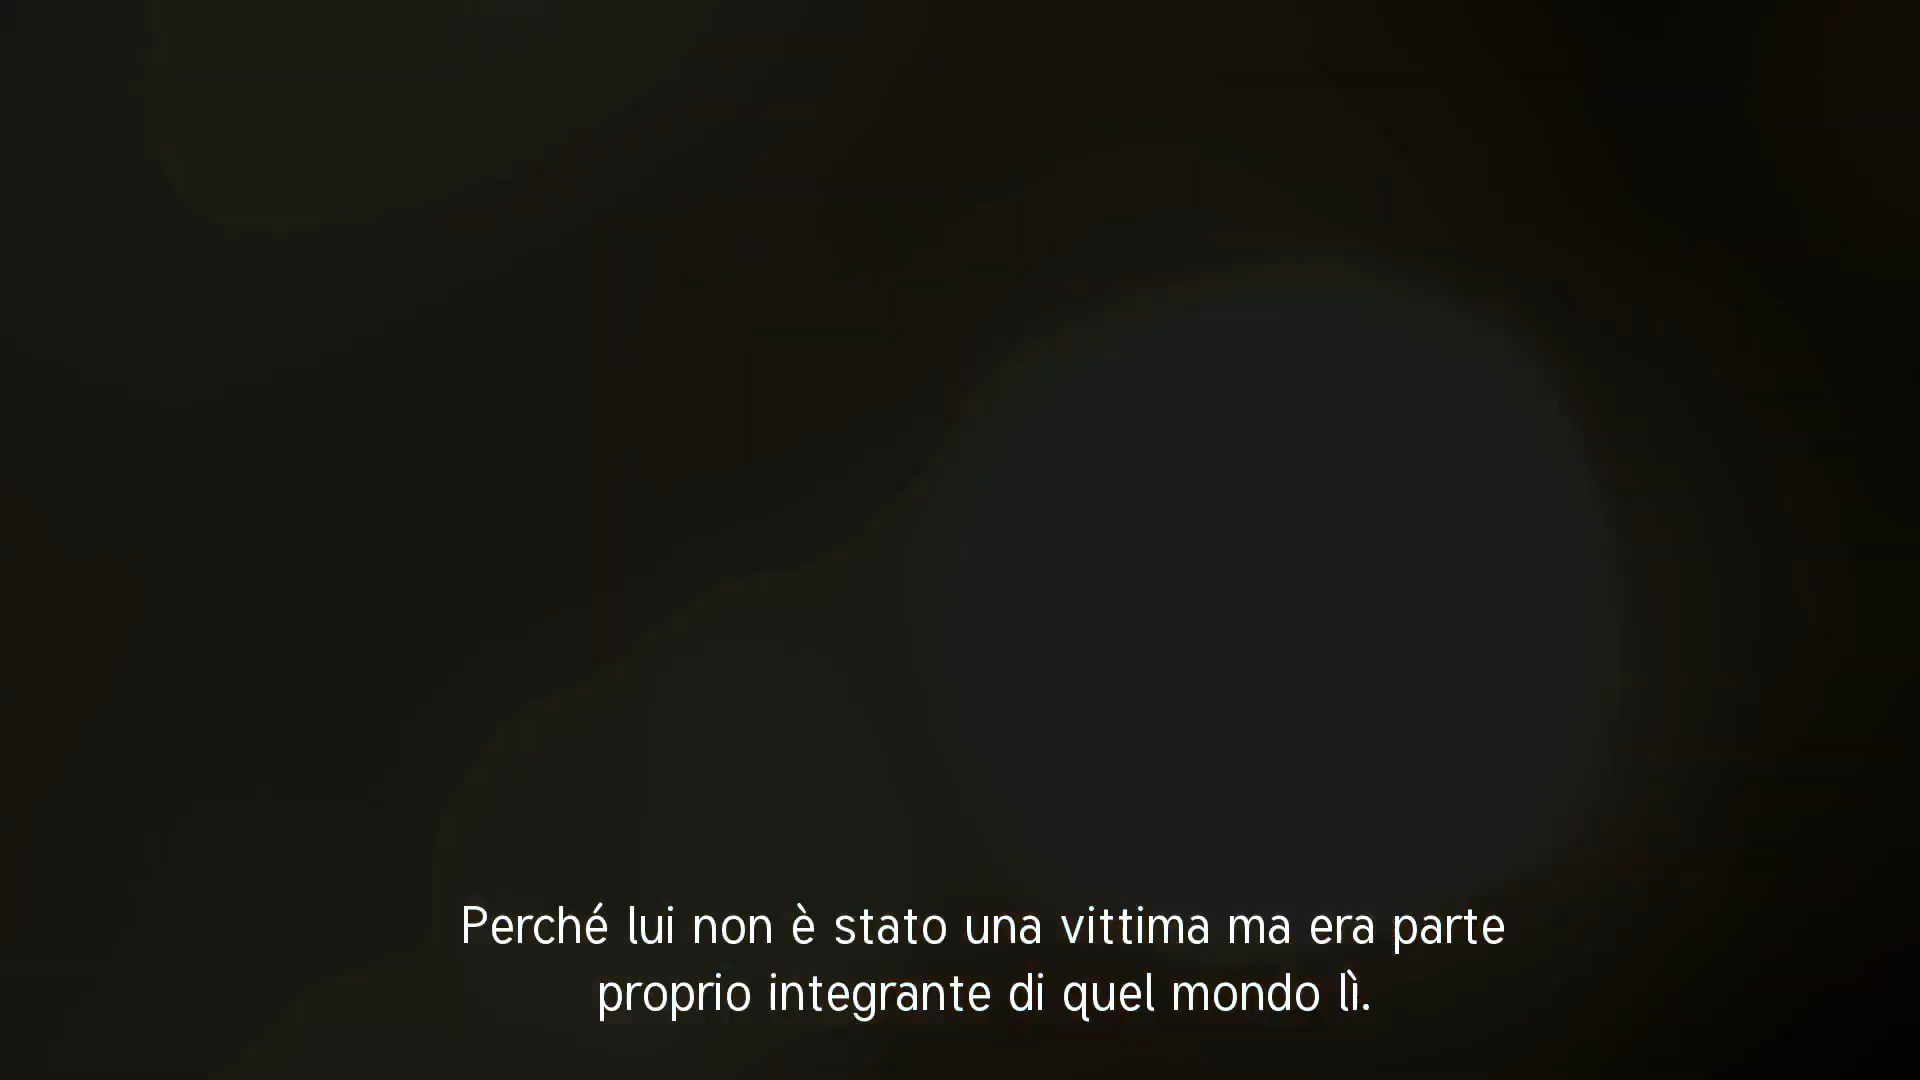 Perché lui non è stato una vittima ma era parte
proprio integrante di quel mondo lì.